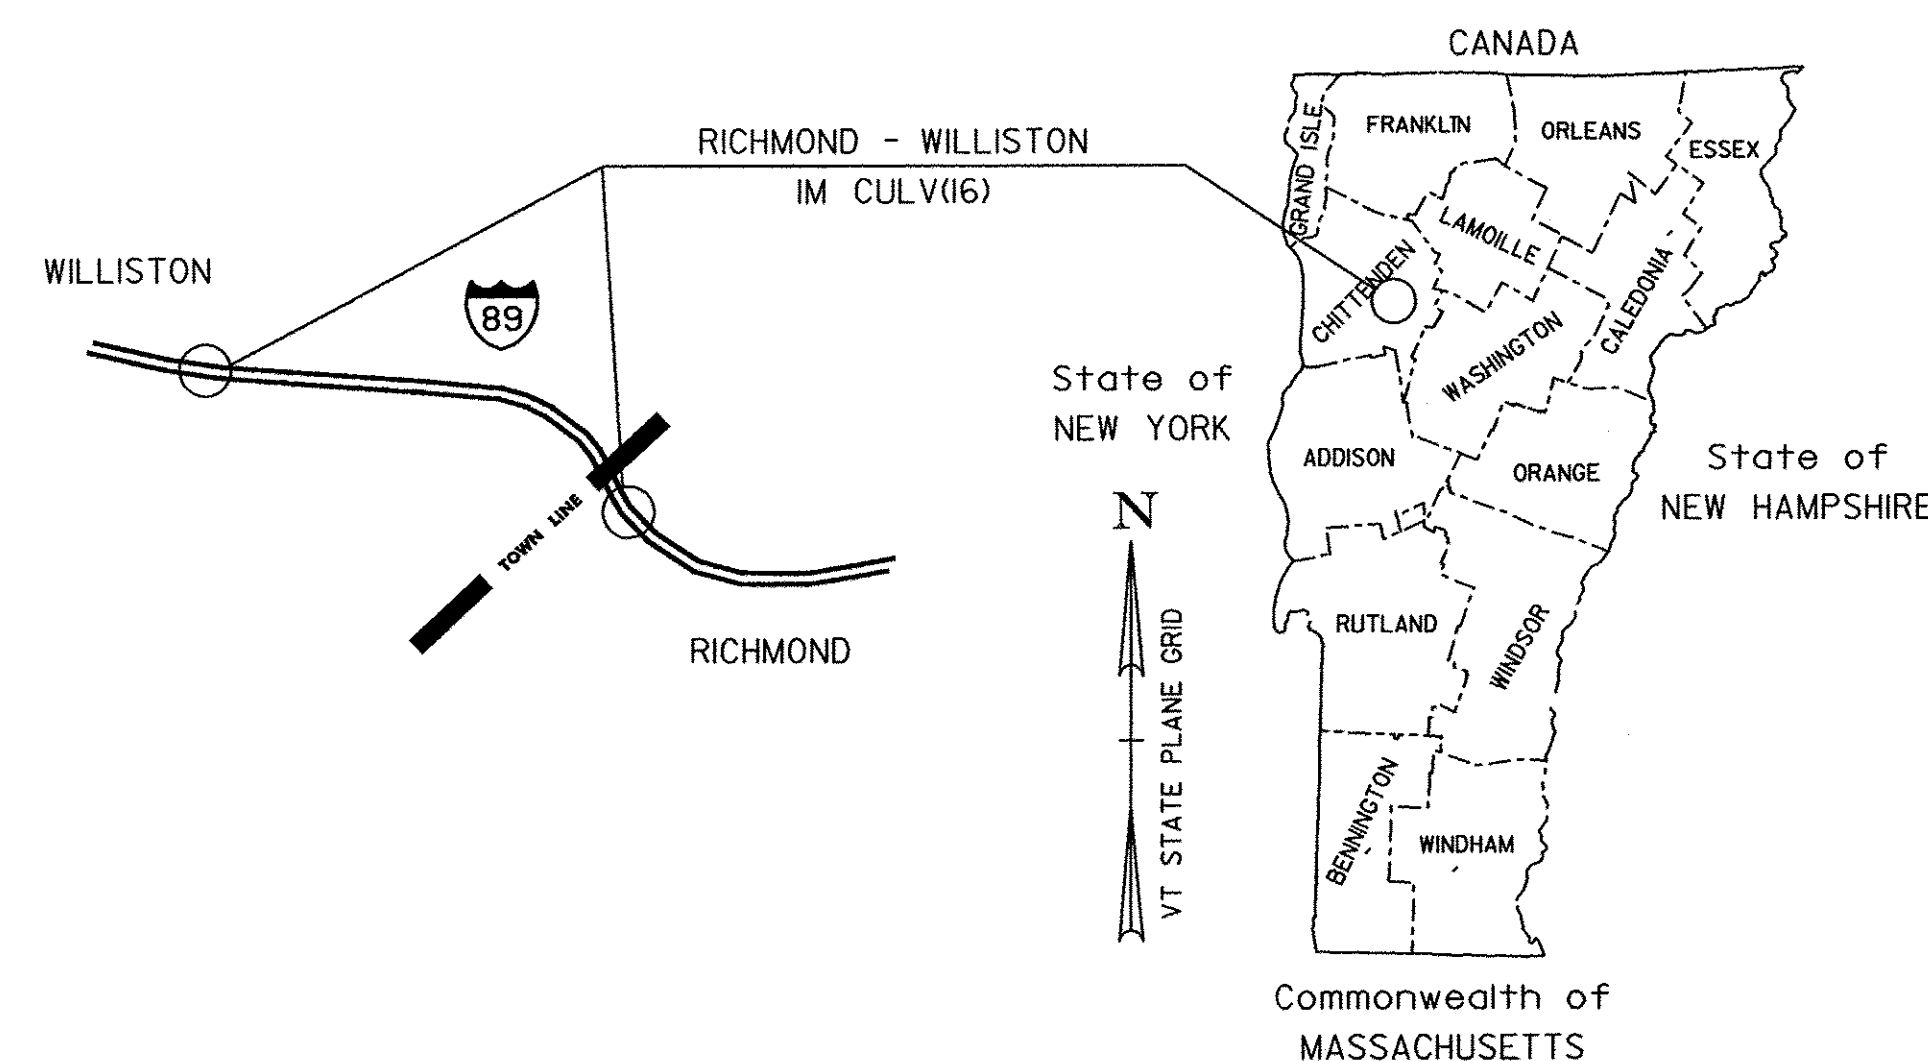 CANADA
RICHMOND - WILLISTON
IM CULV(16)
WILLISTON
89
TOWN LINE
RICHMOND
GRAND ISLE
FRANKLIN
ORLEANS
ESSEX
LAMOILLE
CHITTENDEN
CALEDONIA
WASHINGTON
State of
NEW YORK
ADDISON
ORANGE
State of
NEW HAMPSHIRE
N
VT STATE PLANE GRID
RUTLAND
WINDSOR
BENNINGTON
WINDHAM
Commonwealth of
MASSACHUSETTS